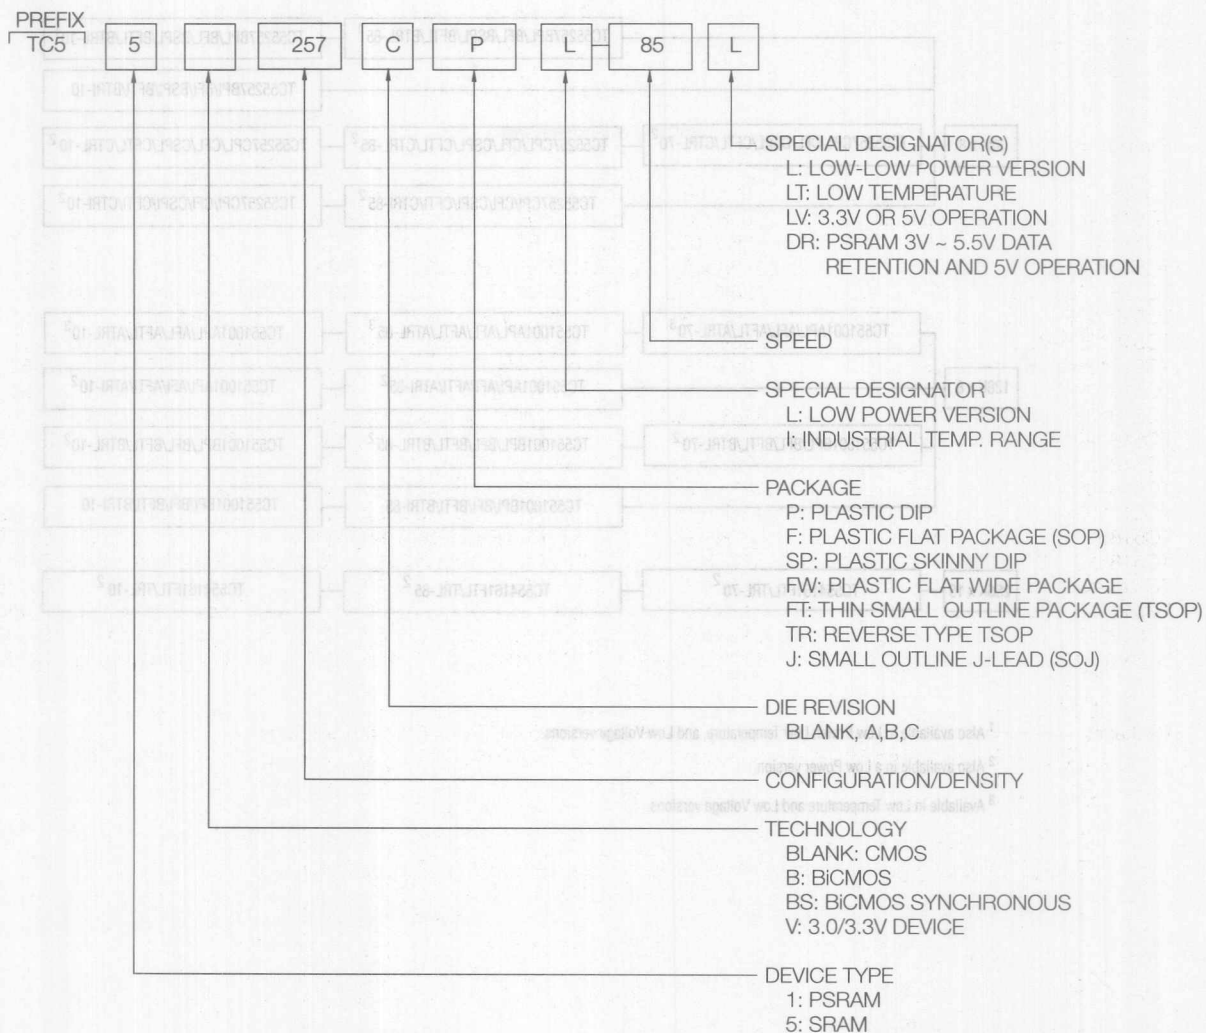 PREFIX
TC5 5 257 C P L 85 L
SPECIAL DESIGNATOR(S)
L: LOW-LOW POWER VERSION
LT: LOW TEMPERATURE
LV: 3.3V OR 5V OPERATION
DR: PSRAM 3V ~ 5.5V DATA
RETENTION AND 5V OPERATION
SPEED
SPECIAL DESIGNATOR
L: LOW POWER VERSION
I: INDUSTRIAL TEMP. RANGE
PACKAGE
P: PLASTIC DIP
F: PLASTIC FLAT PACKAGE (SOP)
SP: PLASTIC SKINNY DIP
FW: PLASTIC FLAT WIDE PACKAGE
FT: THIN SMALL OUTLINE PACKAGE (TSOP)
TR: REVERSE TYPE TSOP
J: SMALL OUTLINE J-LEAD (SOJ)
DIE REVISION
BLANK, A,B,C
CONFIGURATION/DENSITY
TECHNOLOGY
BLANK: CMOS
B: BiCMOS
BS: BiCMOS SYNCHRONOUS
V: 3.0/3.3V DEVICE
DEVICE TYPE
1: PSRAM
5: SRAM